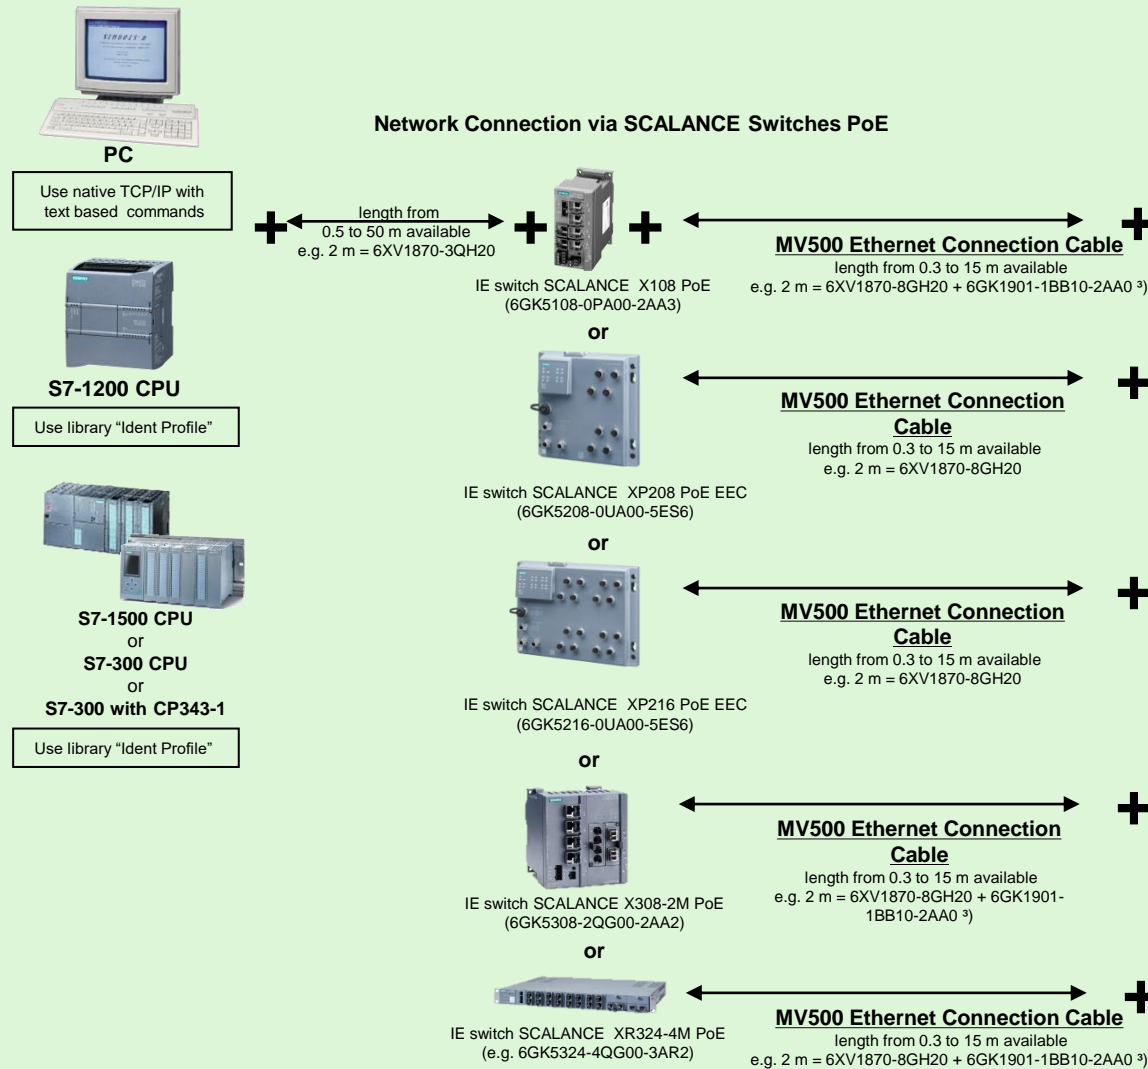 Network Connection via SCALANCE Switches PoE
PC
Use native TCP/IP with
text based commands
S7-1200 CPU
Use library “Ident Profile”
S7-1500 CPU
or
S7-300 CPU
or
S7-300 with CP343-1
Use library “Ident Profile”
length from
0.5 to 50 m available
e.g. 2 m = 6XV1870-3QH20
IE switch SCALANCE X108 PoE
(6GK5108-0PA00-2AA3)
MV500 Ethernet Connection Cable
length from 0.3 to 15 m available
e.g. 2 m = 6XV1870-8GH20 + 6GK1901-1BB10-2AA0 ³)
or
IE switch SCALANCE XP208 PoE EEC
(6GK5208-0UA00-5ES6)
MV500 Ethernet Connection
Cable
length from 0.3 to 15 m available
e.g. 2 m = 6XV1870-8GH20
or
IE switch SCALANCE XP216 PoE EEC
(6GK5216-0UA00-5ES6)
MV500 Ethernet Connection
Cable
length from 0.3 to 15 m available
e.g. 2 m = 6XV1870-8GH20
or
IE switch SCALANCE X308-2M PoE
(6GK5308-2QG00-2AA2)
MV500 Ethernet Connection
Cable
length from 0.3 to 15 m available
e.g. 2 m = 6XV1870-8GH20 + 6GK1901-
1BB10-2AA0 ³)
or
IE switch SCALANCE XR324-4M PoE
(e.g. 6GK5324-4QG00-3AR2)
MV500 Ethernet Connection Cable
length from 0.3 to 15 m available
e.g. 2 m = 6XV1870-8GH20 + 6GK1901-1BB10-2AA0 ³)